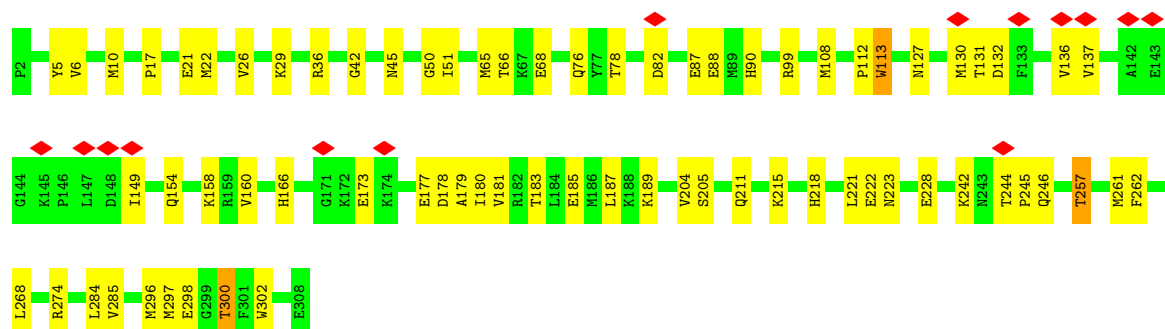 P2 Y5 V6 M10 P17 E21 M22 V26 K29 R36 G42 N45 G50 I51 M65 T66 K67 E68 Q76 Y77 T78 D82 E87 E88 M89 H90 R99 M108 P112 W113 N127 M130 T131 D132 F133 V136 V137 A142 E143
G144 K145 P146 L147 D148 I149 Q154 K158 R159 V160 H166 G171 K172 E173 K174 E177 D178 A179 I180 V181 R182 T183 L184 E185 M186 L187 K188 K189 V204 S205 Q211 K215 H218 L221 E222 N223 E228 K242 N243 T244 P245 Q246 T257 M261 F262
L268 R274 L284 V285 M296 M297 E298 G299 T300 F301 W302 E308